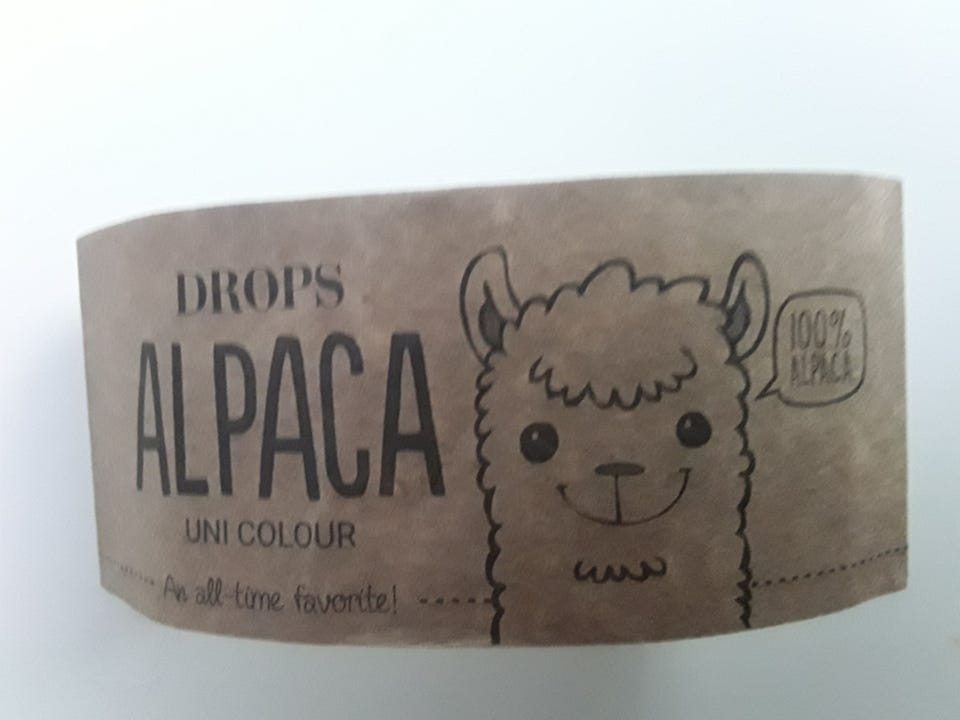 DROPS
ALPACA
UNI COLOUR
An all-time favorite!
100%
ALPACA